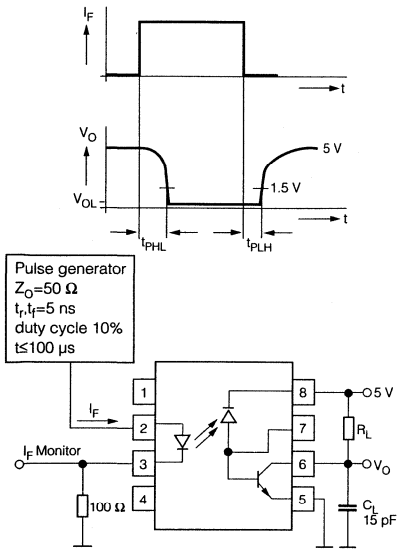 I_F
t
V_O
5 V
1.5 V
V_OL
t
t_PHL
t_PLH
Pulse generator
Z_O=50 Ω
t_r,t_f=5 ns
duty cycle 10%
t≤100 µs
1
8
5 V
I_F
2
7
R_L
I_F Monitor
3
6
V_O
100 Ω
4
5
C_L
15 pF